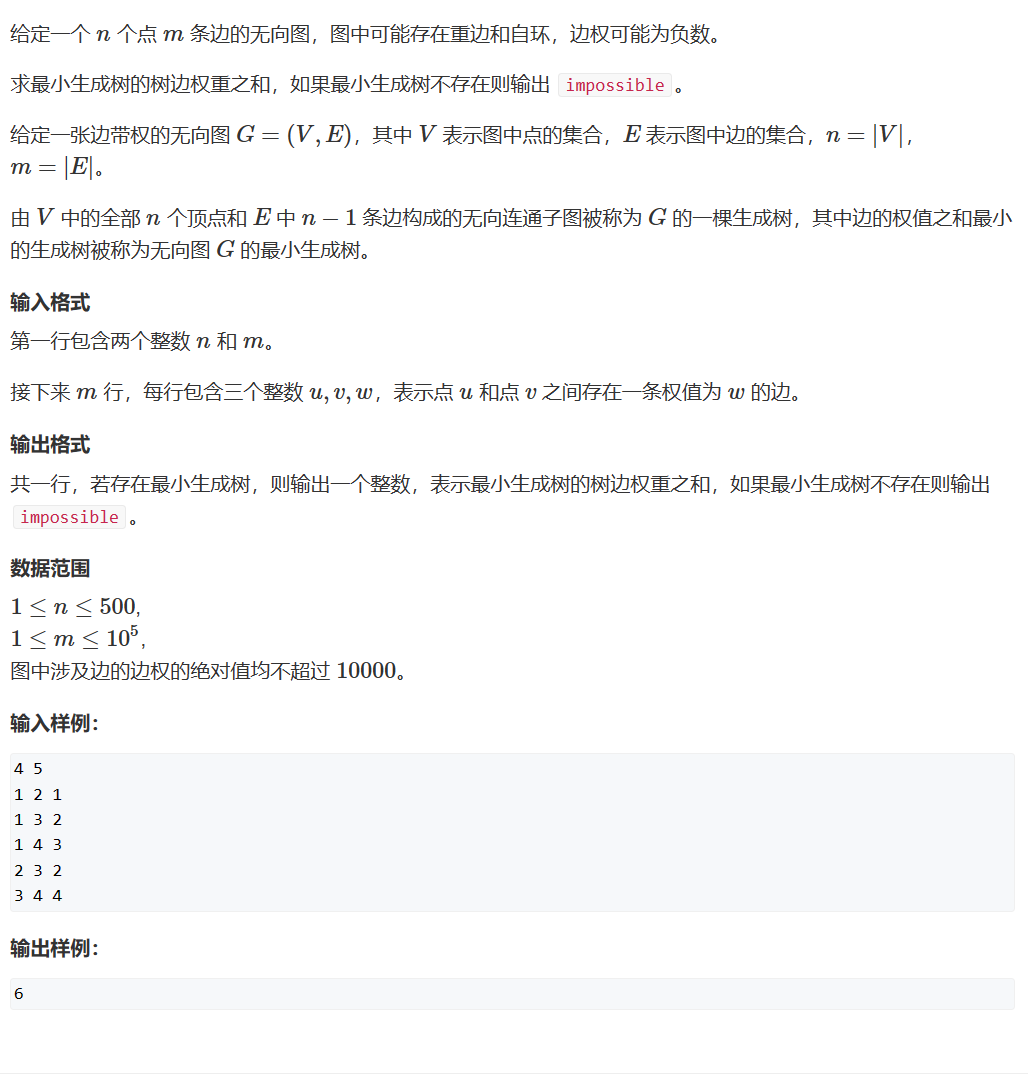 给定一个 n 个点 m 条边的无向图，图中可能存在重边和自环，边权可能为负数。
求最小生成树的树边权重之和，如果最小生成树不存在则输出 impossible 。
给定一张边带权的无向图 G = (V, E)，其中 V 表示图中点的集合，E 表示图中边的集合，n = |V|，
m = |E|。
由 V 中的全部 n 个顶点和 E 中 n − 1 条边构成的无向连通子图被称为 G 的一棵生成树，其中边的权值之和最小
的生成树被称为无向图 G 的最小生成树。
输入格式
第一行包含两个整数 n 和 m。
接下来 m 行，每行包含三个整数 u, v, w，表示点 u 和点 v 之间存在一条权值为 w 的边。
输出格式
共一行，若存在最小生成树，则输出一个整数，表示最小生成树的树边权重之和，如果最小生成树不存在则输出
impossible 。
数据范围
1 ≤ n ≤ 500,
1 ≤ m ≤ 10⁵,
图中涉及边的边权的绝对值均不超过 10000。
输入样例：
4 5
1 2 1
1 3 2
1 4 3
2 3 2
3 4 4
输出样例：
6